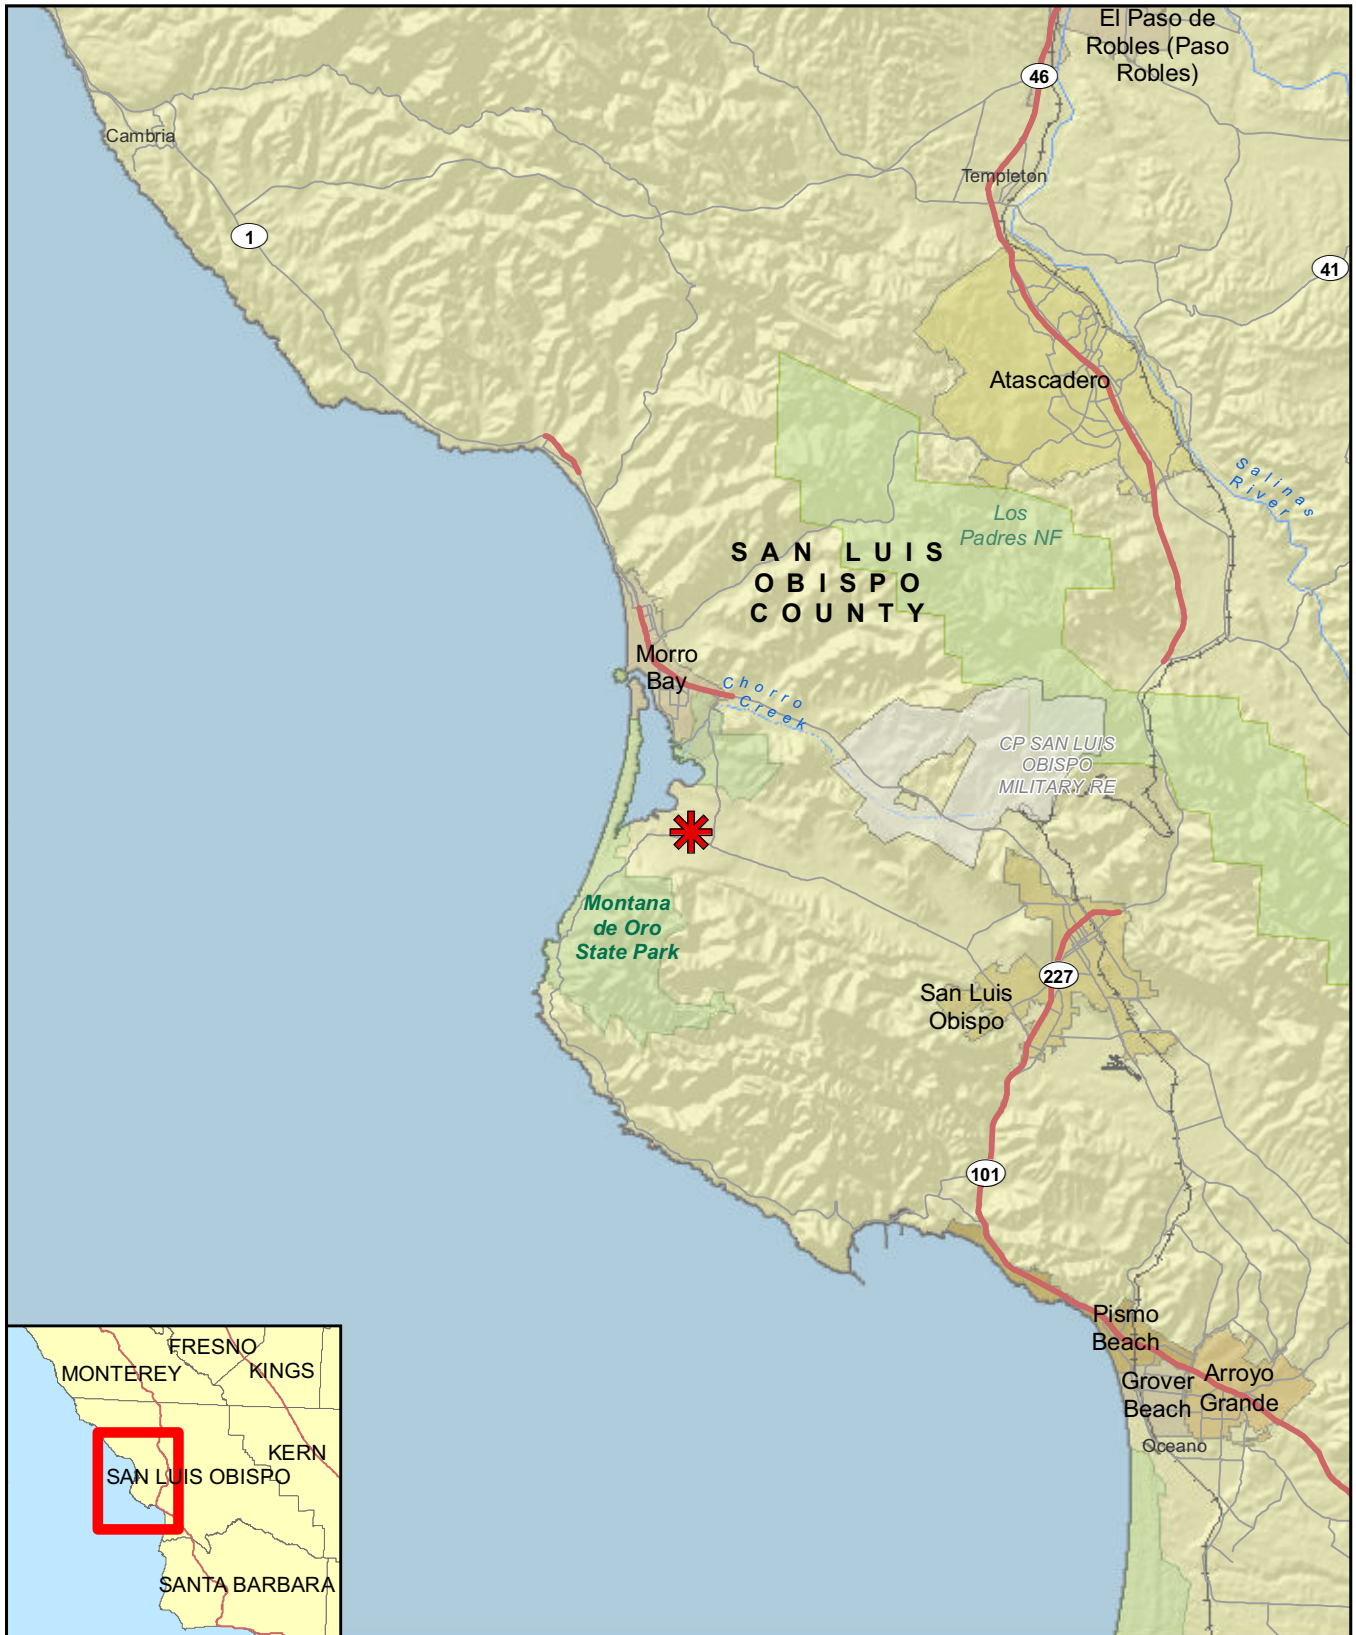 El Paso de
Robles (Paso
Robles)
46
Cambria
Templeton
1
41
Atascadero
Salinas
River
Los
Padres NF
SAN LUIS
OBISPO
COUNTY
Morro
Bay
Chorro
Creek
CP SAN LUIS
OBISPO
MILITARY RE
Montana
de Oro
State Park
227
San Luis
Obispo
101
Pismo
Beach
Grover
Beach
Arroyo
Grande
Oceano
FRESNO
MONTEREY
KINGS
KERN
SAN LUIS OBISPO
SANTA BARBARA